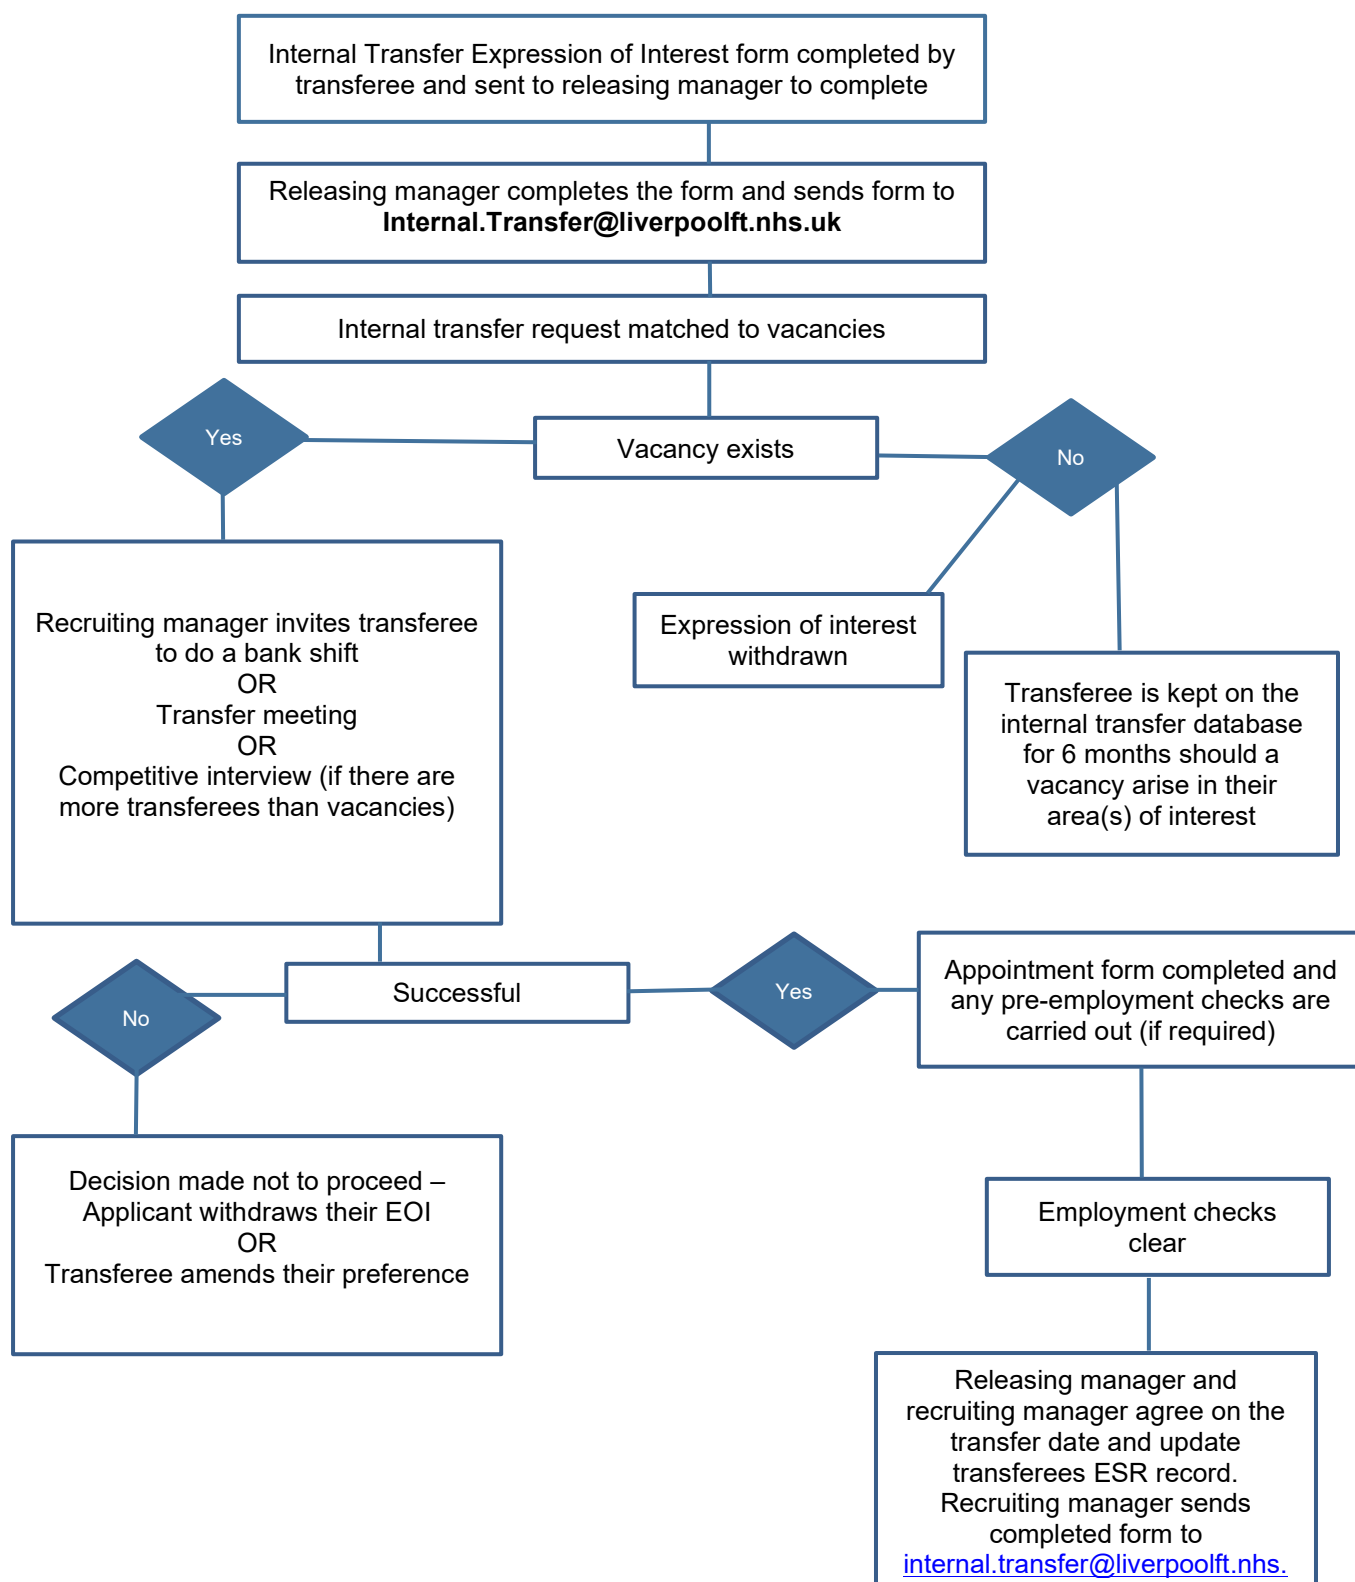 Internal Transfer Expression of Interest form completed by
transferee and sent to releasing manager to complete
Releasing manager completes the form and sends form to
Internal.Transfer@liverpoolft.nhs.uk
Internal transfer request matched to vacancies
Yes
Vacancy exists
No
Recruiting manager invites transferee
to do a bank shift
OR
Transfer meeting
OR
Competitive interview (if there are
more transferees than vacancies)
Expression of interest
withdrawn
Transferee is kept on the
internal transfer database
for 6 months should a
vacancy arise in their
area(s) of interest
No
Successful
Yes
Appointment form completed and
any pre-employment checks are
carried out (if required)
Decision made not to proceed –
Applicant withdraws their EOI
OR
Transferee amends their preference
Employment checks
clear
Releasing manager and
recruiting manager agree on the
transfer date and update
transferees ESR record.
Recruiting manager sends
completed form to
internal.transfer@liverpoolft.nhs.